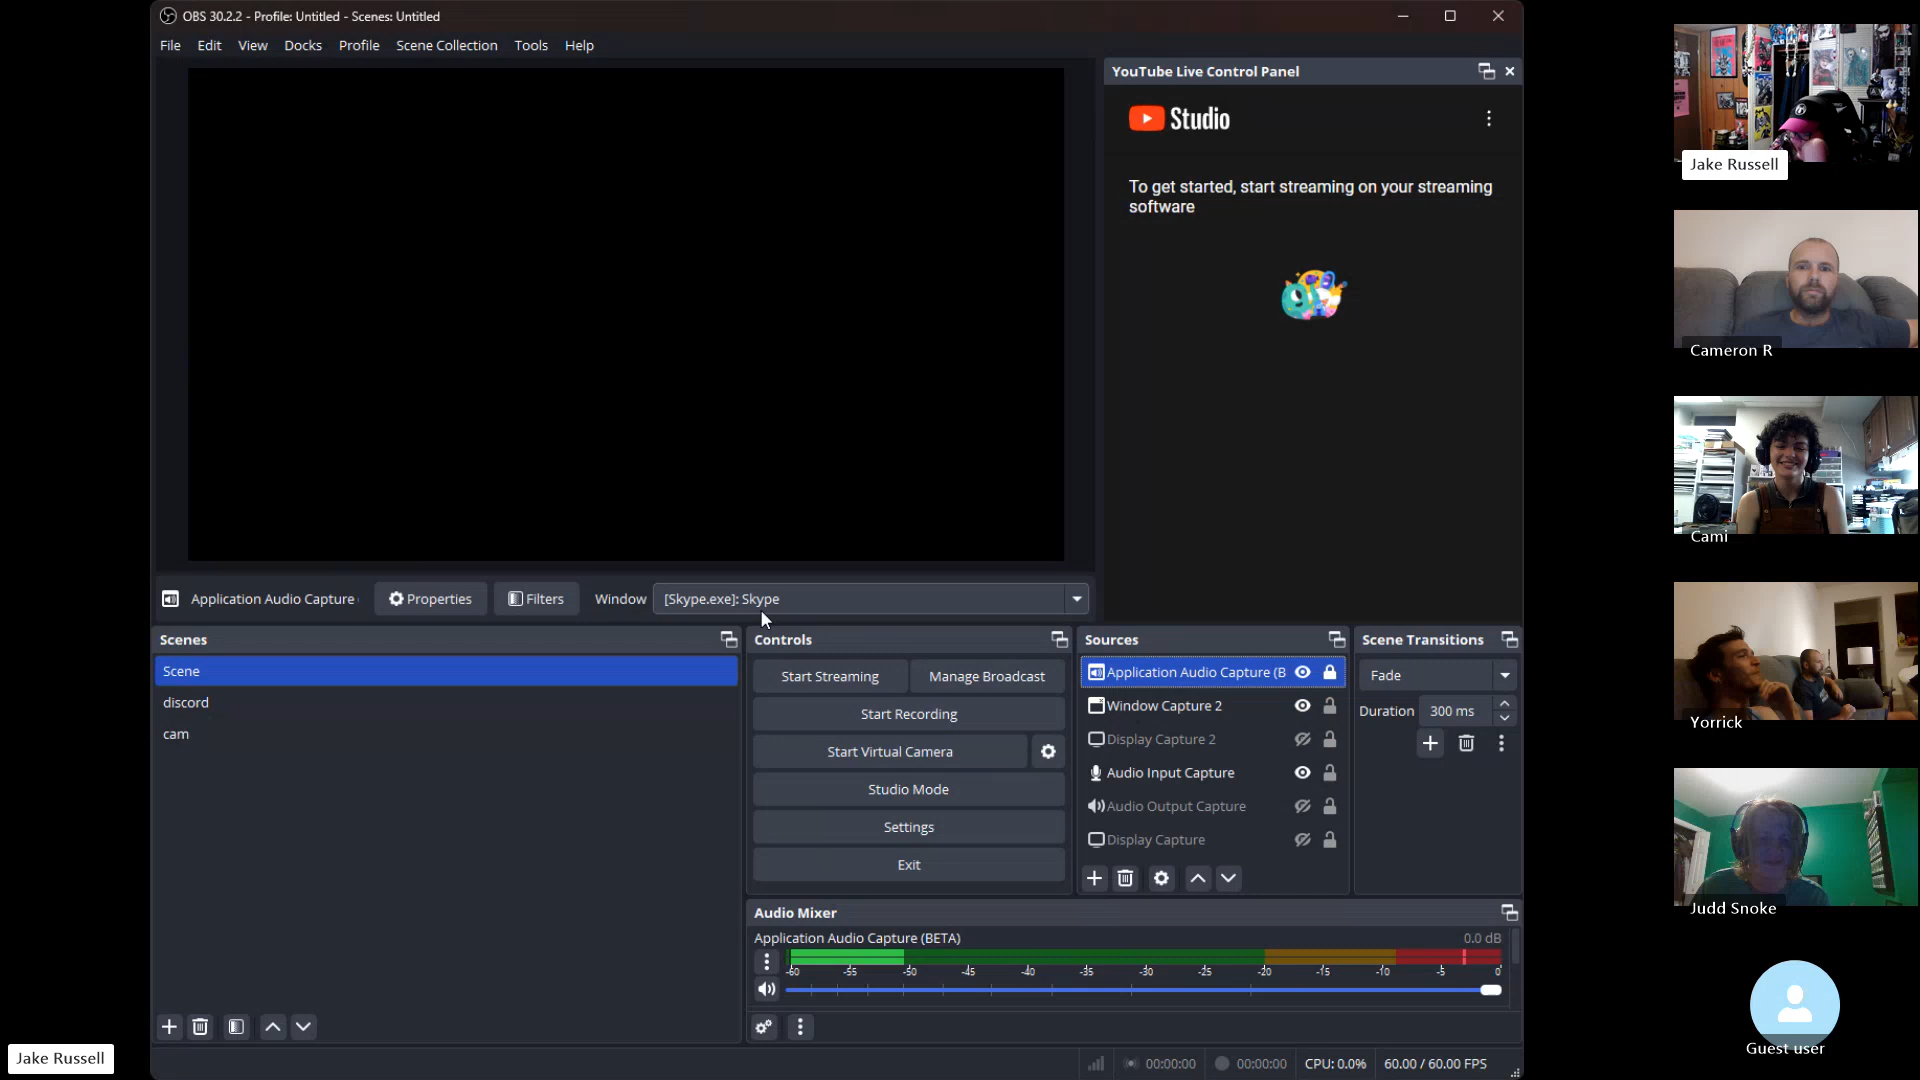 OBS 30.2.2 - Profile: Untitled - Scenes: Untitled
File Edit View Docks Profile Scene Collection Tools Help
YouTube Live Control Panel
Studio
To get started, start streaming on your streaming
software
Application Audio Capture
Properties
Filters
Window
[Skype.exe]: Skype
Scenes
Scene
discord
cam
Controls
Start Streaming
Manage Broadcast
Start Recording
Start Virtual Camera
Studio Mode
Settings
Exit
Sources
Application Audio Capture (B
Window Capture 2
Display Capture 2
Audio Input Capture
Audio Output Capture
Display Capture
Scene Transitions
Fade
Duration 300 ms
Audio Mixer
Application Audio Capture (BETA) 0.0 dB
-60 -55 -50 -45 -40 -35 -30 -25 -20 -15 -10 -5 0
00:00:00 00:00:00 CPU: 0.0% 60.00 / 60.00 FPS
Jake Russell
Jake Russell
Cameron R
Cami
Yorrick
Judd Snoke
Guest user